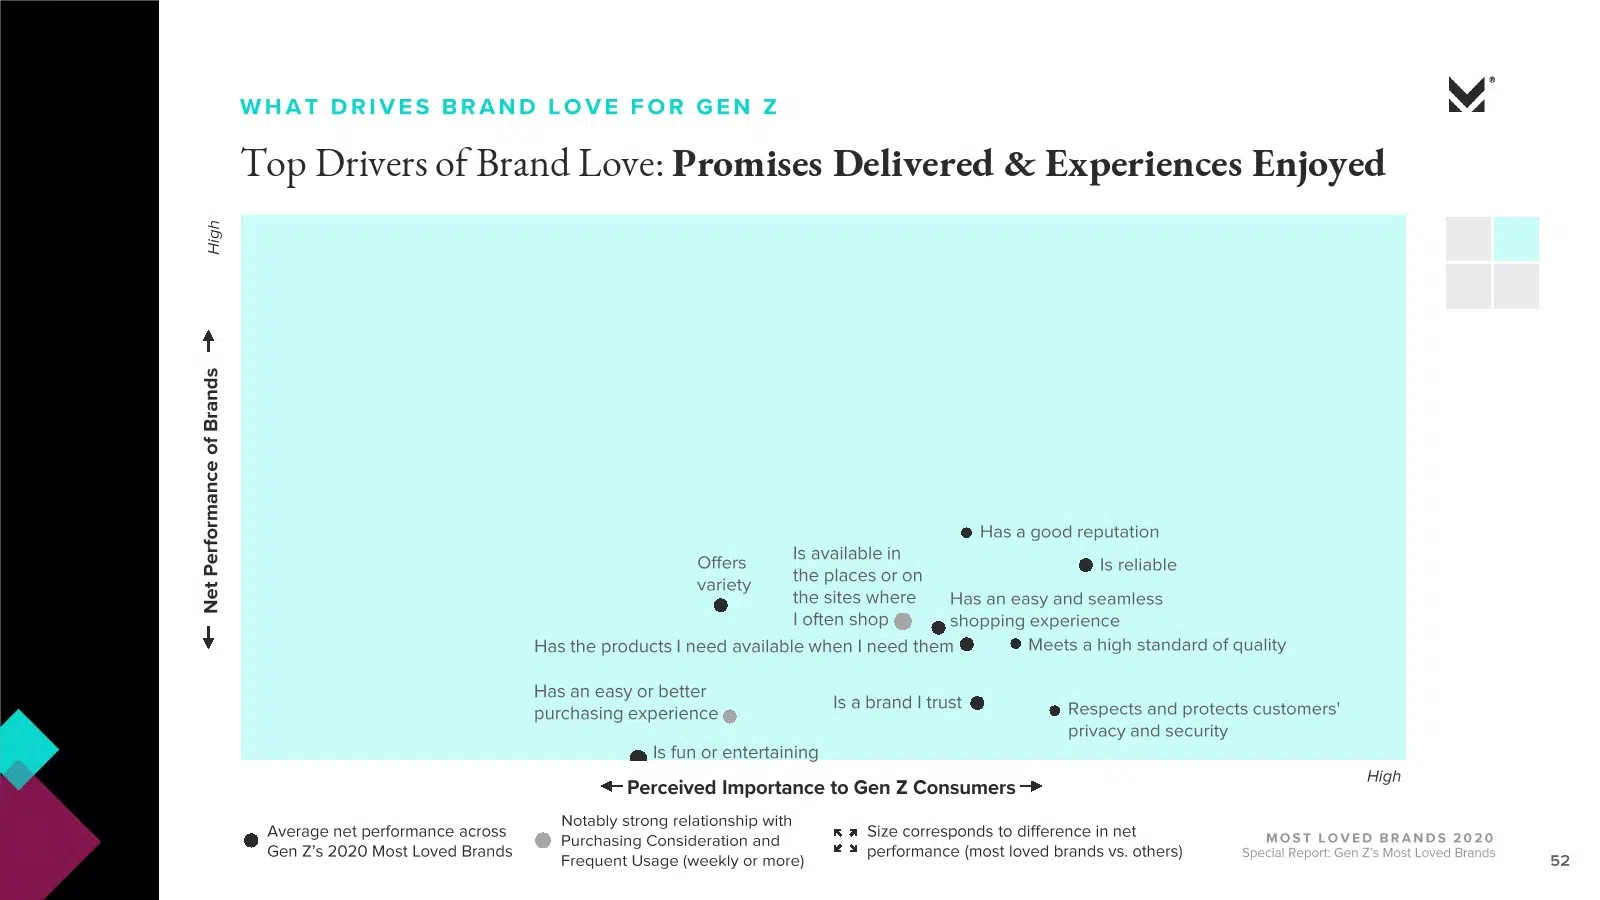 WHAT DRIVES BRAND LOVE FOR GEN Z
®
Top Drivers of Brand Love: Promises Delivered & Experiences Enjoyed
High
Net Performance of Brands
Has a good reputation
Offers
variety
Is available in
the places or on
the sites where
I often shop
Is reliable
Has an easy and seamless
shopping experience
Has the products I need available when I need them
Meets a high standard of quality
Has an easy or better
purchasing experience
Is a brand I trust
Respects and protects customers'
privacy and security
Is fun or entertaining
High
Perceived Importance to Gen Z Consumers
Average net performance across
Gen Z’s 2020 Most Loved Brands
Notably strong relationship with
Purchasing Consideration and
Frequent Usage (weekly or more)
Size corresponds to difference in net
performance (most loved brands vs. others)
MOST LOVED BRANDS 2020
Special Report: Gen Z’s Most Loved Brands
52